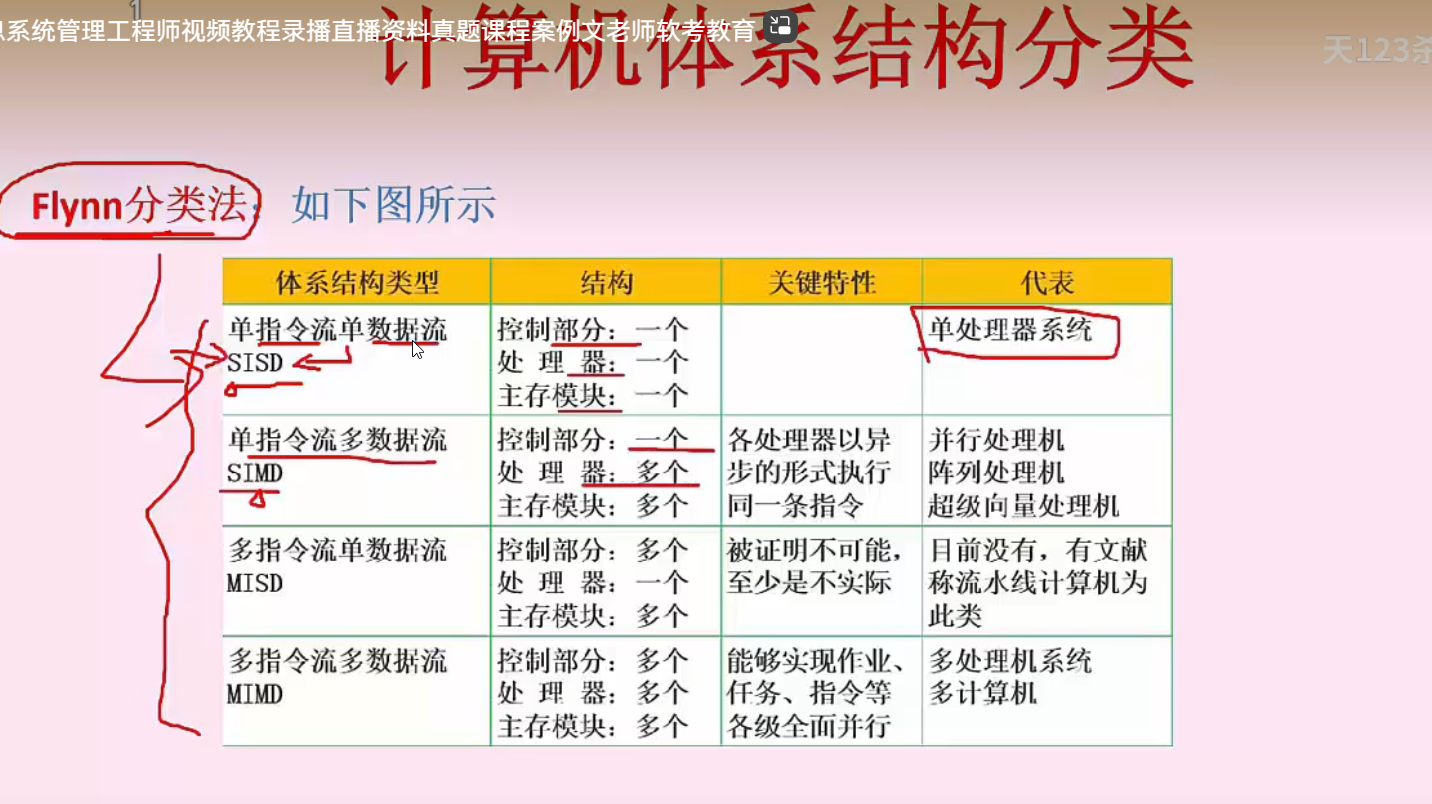 1
息系统管理工程师视频教程录播直播资料真题课程案例文老师软考教育
计算机体系结构分类
天123杀
Flynn分类法：如下图所示
体系结构类型 结构 关键特性 代表
单指令流单数据流 控制部分：一个 单处理器系统
SISD 处 理 器：一个
主存模块：一个
单指令流多数据流 控制部分：一个 各处理器以异 并行处理机
SIMD 处 理 器：多个 步的形式执行 阵列处理机
主存模块：多个 同一条指令 超级向量处理机
多指令流单数据流 控制部分：多个 被证明不可能， 目前没有，有文献
MISD 处 理 器：一个 至少是不实际 称流水线计算机为
主存模块：多个 此类
多指令流多数据流 控制部分：多个 能够实现作业、 多处理机系统
MIMD 处 理 器：多个 任务、指令等 多计算机
主存模块：多个 各级全面并行